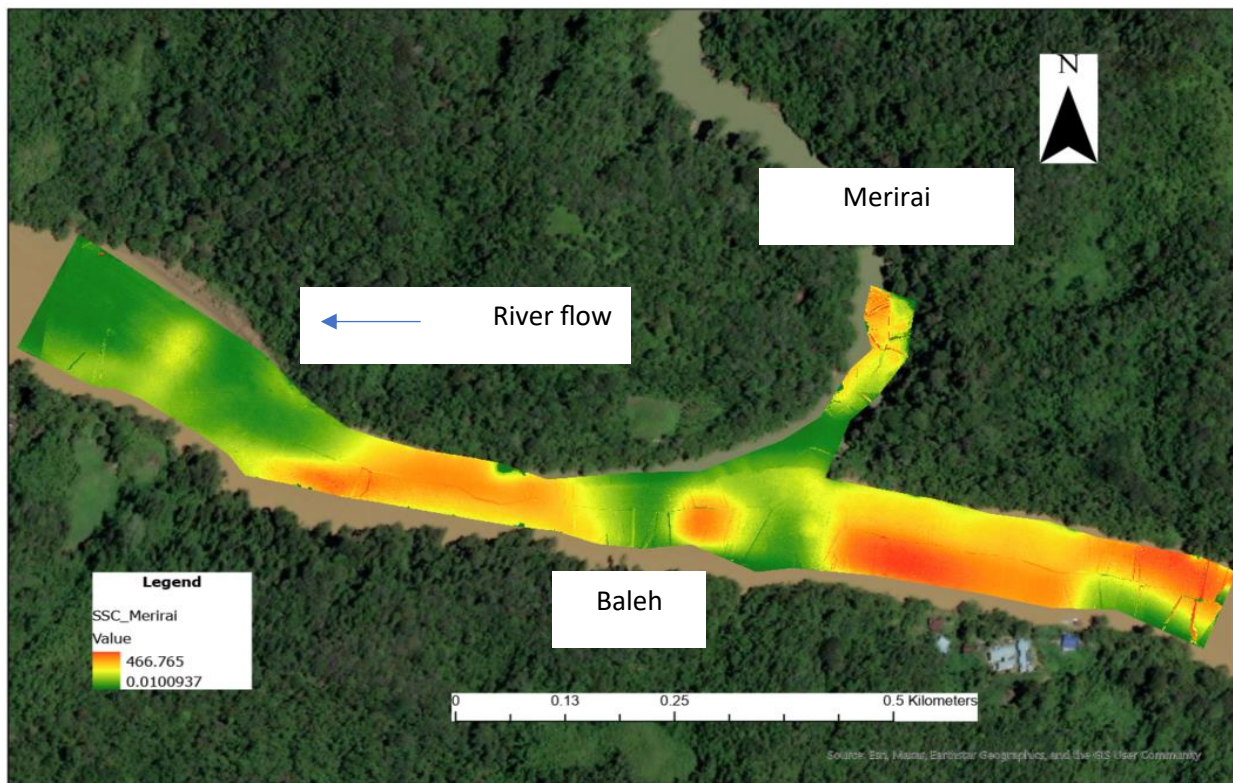 N
Merirai
River flow
Baleh
Legend
SSC_Merirai
Value
466.765
0.0100937
0 0.13 0.25 0.5 Kilometers
Source: Esri, Maxar, Earthstar Geographics, and the GIS User Community